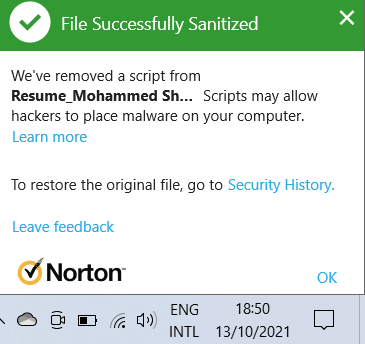 File Successfully Sanitized
We've removed a script from
Resume_Mohammed Sh... Scripts may allow
hackers to place malware on your computer.
Learn more
To restore the original file, go to Security History.
Leave feedback
Norton
OK
ENG 18:50
INTL 13/10/2021